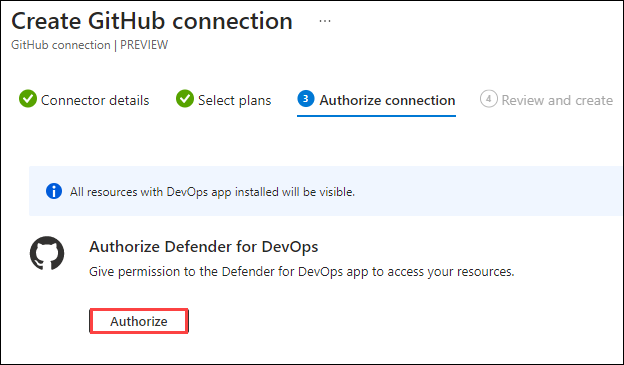 Create GitHub connection ...
GitHub connection | PREVIEW
Connector details Select plans 3 Authorize connection 4 Review and create
All resources with DevOps app installed will be visible.
Authorize Defender for DevOps
Give permission to the Defender for DevOps app to access your resources.
Authorize